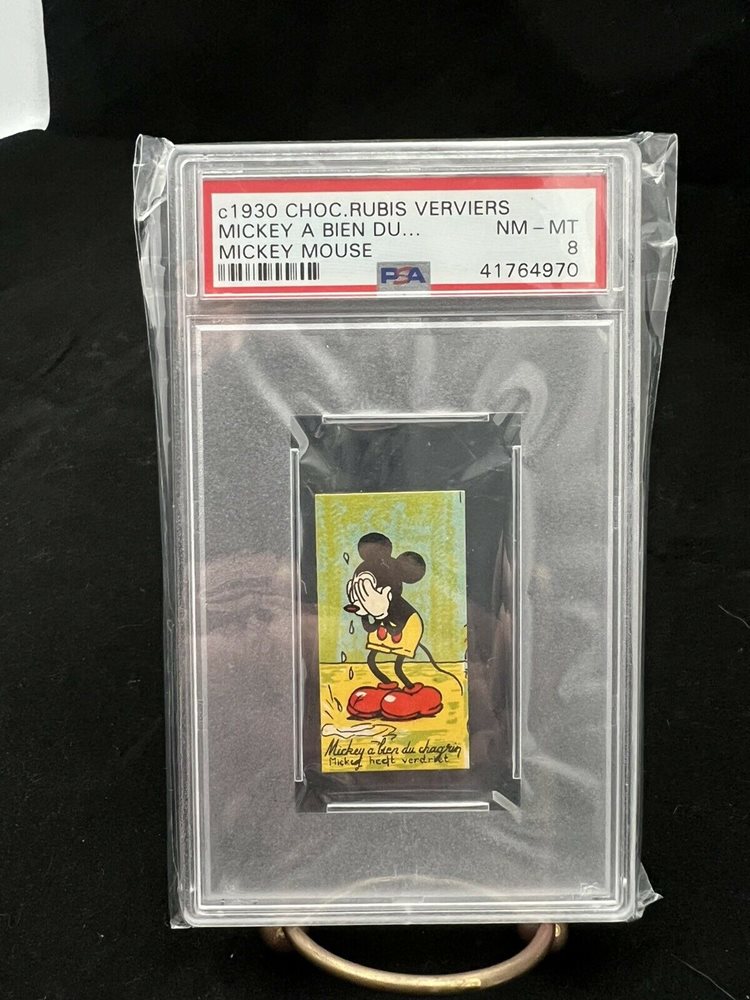 c1930 CHOC.RUBIS VERVIERS
MICKEY A BIEN DU... NM - MT
MICKEY MOUSE 8
PSA 41764970
Mickey a bien du chagrin
Mickey heeft verdriet